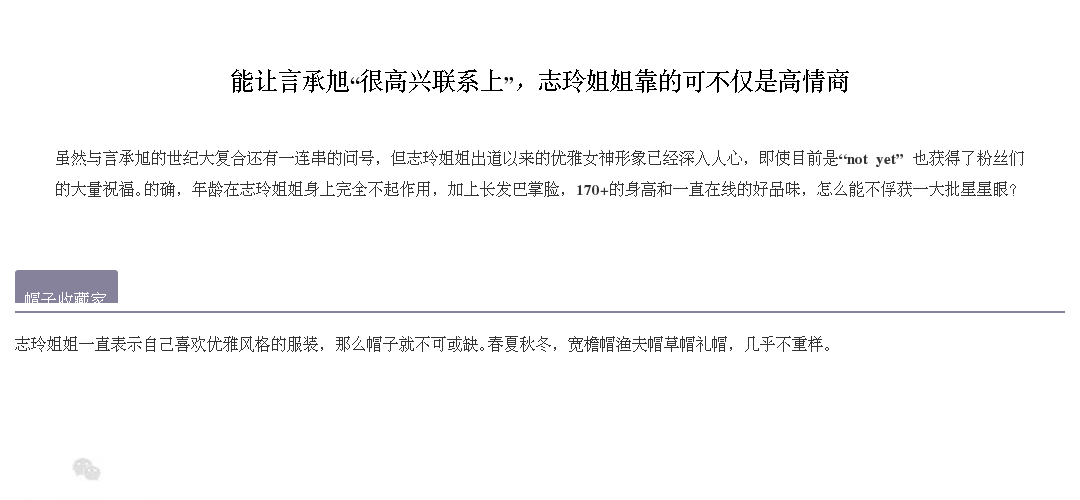 能让言承旭“很高兴联系上”，志玲姐姐靠的可不仅是高情商
虽然与言承旭的世纪大复合还有一连串的问号，但志玲姐姐出道以来的优雅女神形象已经深入人心，即使目前是“not yet” 也获得了粉丝们
的大量祝福。的确，年龄在志玲姐姐身上完全不起作用，加上长发巴掌脸，170+的身高和一直在线的好品味，怎么能不俘获一大批星星眼？
帽子收藏家
志玲姐姐一直表示自己喜欢优雅风格的服装，那么帽子就不可或缺。春夏秋冬，宽檐帽渔夫帽草帽礼帽，几乎不重样。